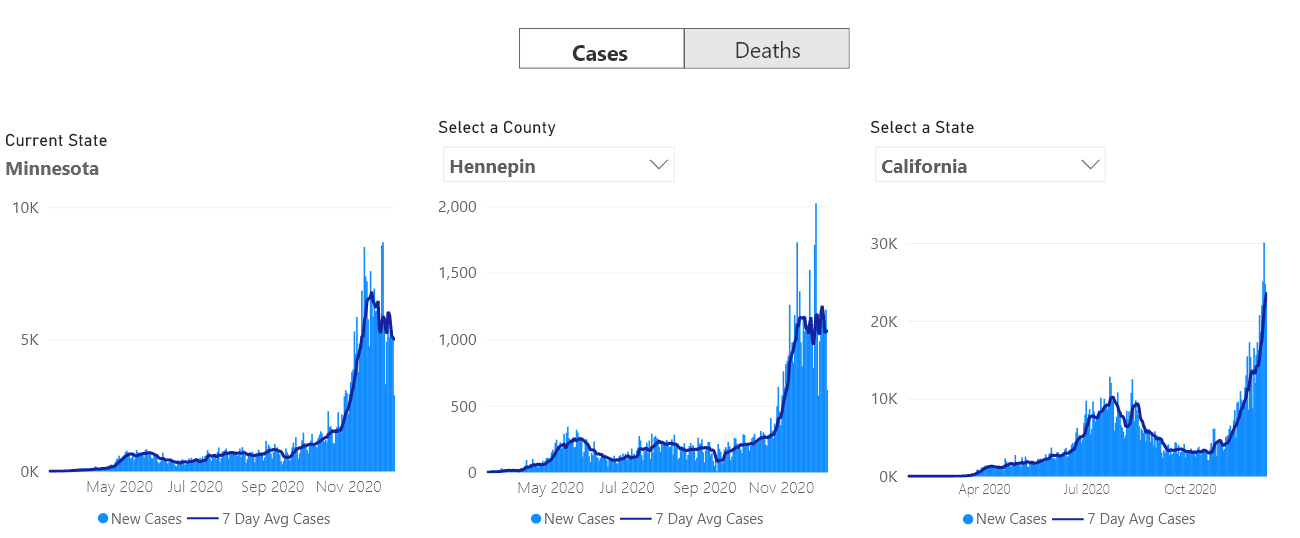 Cases Deaths
Current State
Minnesota
10K
5K
0K
May 2020 Jul 2020 Sep 2020 Nov 2020
New Cases 7 Day Avg Cases
Select a County
Hennepin
2,000
1,500
1,000
500
0
May 2020 Jul 2020 Sep 2020 Nov 2020
New Cases 7 Day Avg Cases
Select a State
California
30K
20K
10K
0K
Apr 2020 Jul 2020 Oct 2020
New Cases 7 Day Avg Cases